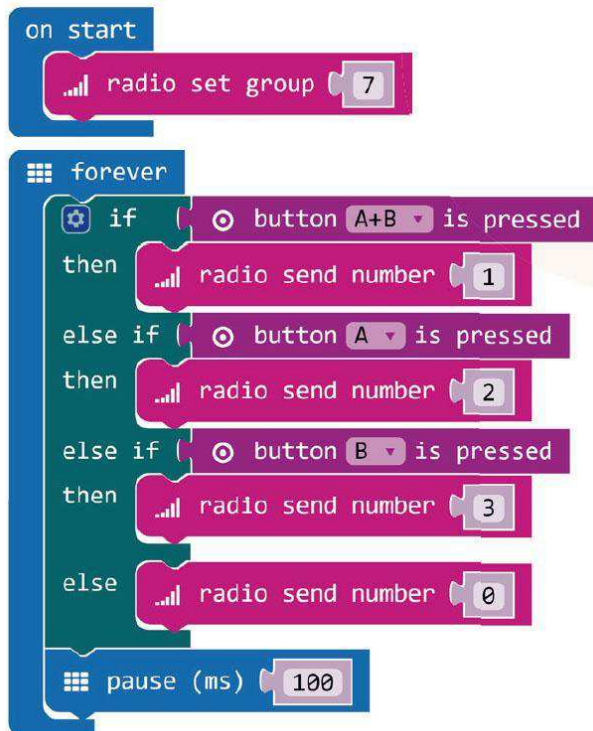 on start
radio set group 7
forever
if button A+B is pressed
then radio send number 1
else if button A is pressed
then radio send number 2
else if button B is pressed
then radio send number 3
else radio send number 0
pause (ms) 100